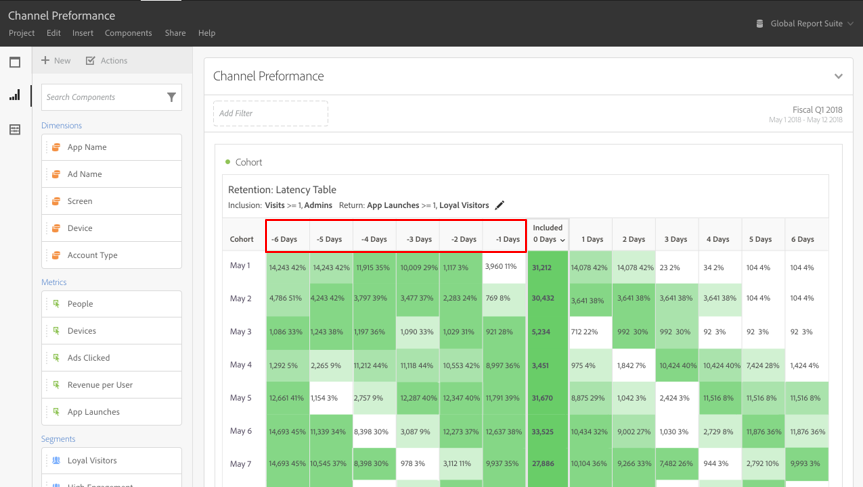 Channel Preformance
Project Edit Insert Components Share Help
Global Report Suite
New Actions
Search Components
Dimensions
App Name
Ad Name
Screen
Device
Account Type
Metrics
People
Devices
Ads Clicked
Revenue per User
App Launches
Segments
Loyal Visitors
High Engagement
Channel Preformance
Add Filter
Fiscal Q1 2018
May 1 2018 - May 12 2018
Cohort
Retention: Latency Table
Inclusion: Visits >= 1, Admins Return: App Launches >= 1, Loyal Visitors
Included
Cohort -6 Days -5 Days -4 Days -3 Days -2 Days -1 Days 0 Days 1 Days 2 Days 3 Days 4 Days 5 Days 6 Days
May 1 14,243 42% 14,243 42% 11,915 35% 10,009 29% 1,117 3% 3,960 11% 31,212 14,078 42% 14,078 42% 23 2% 34 2% 104 4% 104 4%
May 2 4,786 51% 4,243 42% 3,797 39% 3,477 37% 2,283 24% 769 8% 30,432 3,641 38% 3,641 38% 3,641 38% 3,641 38% 104 4% 104 4%
May 3 1,086 33% 1,243 38% 1,197 36% 1,090 33% 1,029 31% 921 28% 5,234 712 22% 992 30% 992 30% 92 3% 92 3% 92 3%
May 4 1,292 5% 2,265 9% 11,212 44% 11,118 44% 10,553 42% 8,997 36% 3,451 975 4% 1,842 7% 10,424 40% 10,424 40% 7,424 28% 1,424 4%
May 5 12,661 41% 1,154 3% 2,757 9% 12,287 40% 12,347 40% 11,791 39% 31,670 8,875 29% 1,042 3% 2,424 3% 11,516 8% 11,516 8% 11,516 8%
May 6 14,693 45% 11,339 34% 8,398 30% 3,087 9% 12,273 37% 12,637 38% 33,525 10,434 32% 9,002 27% 1,030 3% 2,729 8% 11,876 36% 11,876 36%
May 7 14,693 45% 10,545 37% 8,398 30% 978 3% 3,112 11% 9,937 35% 27,886 10,104 36% 9,266 33% 7,482 26% 944 3% 2,792 10% 9,993 3%